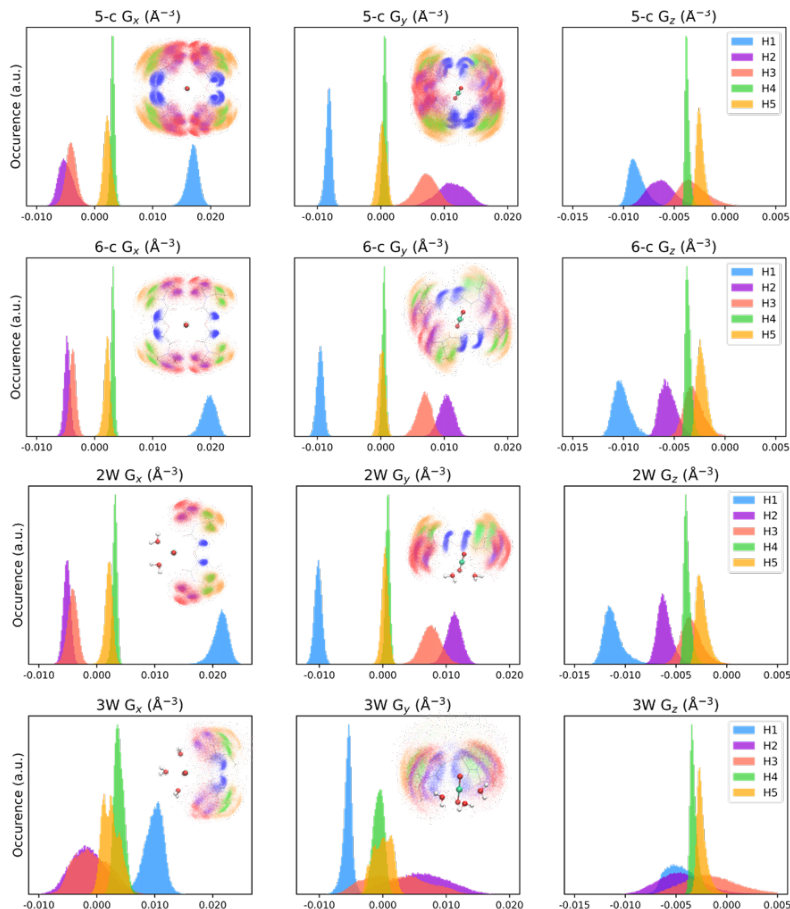 5-c Gx (Å−3) 5-c Gy (Å−3) 5-c Gz (Å−3)
Occurence (a.u.)
H1
H2
H3
H4
H5
-0.010 0.000 0.010 0.020 -0.010 0.000 0.010 0.020 -0.015 -0.010 -0.005 0.000 0.005
6-c Gx (Å−3) 6-c Gy (Å−3) 6-c Gz (Å−3)
Occurence (a.u.)
H1
H2
H3
H4
H5
-0.010 0.000 0.010 0.020 -0.010 0.000 0.010 0.020 -0.015 -0.010 -0.005 0.000 0.005
2W Gx (Å−3) 2W Gy (Å−3) 2W Gz (Å−3)
Occurence (a.u.)
H1
H2
H3
H4
H5
-0.010 0.000 0.010 0.020 -0.010 0.000 0.010 0.020 -0.015 -0.010 -0.005 0.000 0.005
3W Gx (Å−3) 3W Gy (Å−3) 3W Gz (Å−3)
Occurence (a.u.)
H1
H2
H3
H4
H5
-0.010 0.000 0.010 0.020 -0.010 0.000 0.010 0.020 -0.015 -0.010 -0.005 0.000 0.005